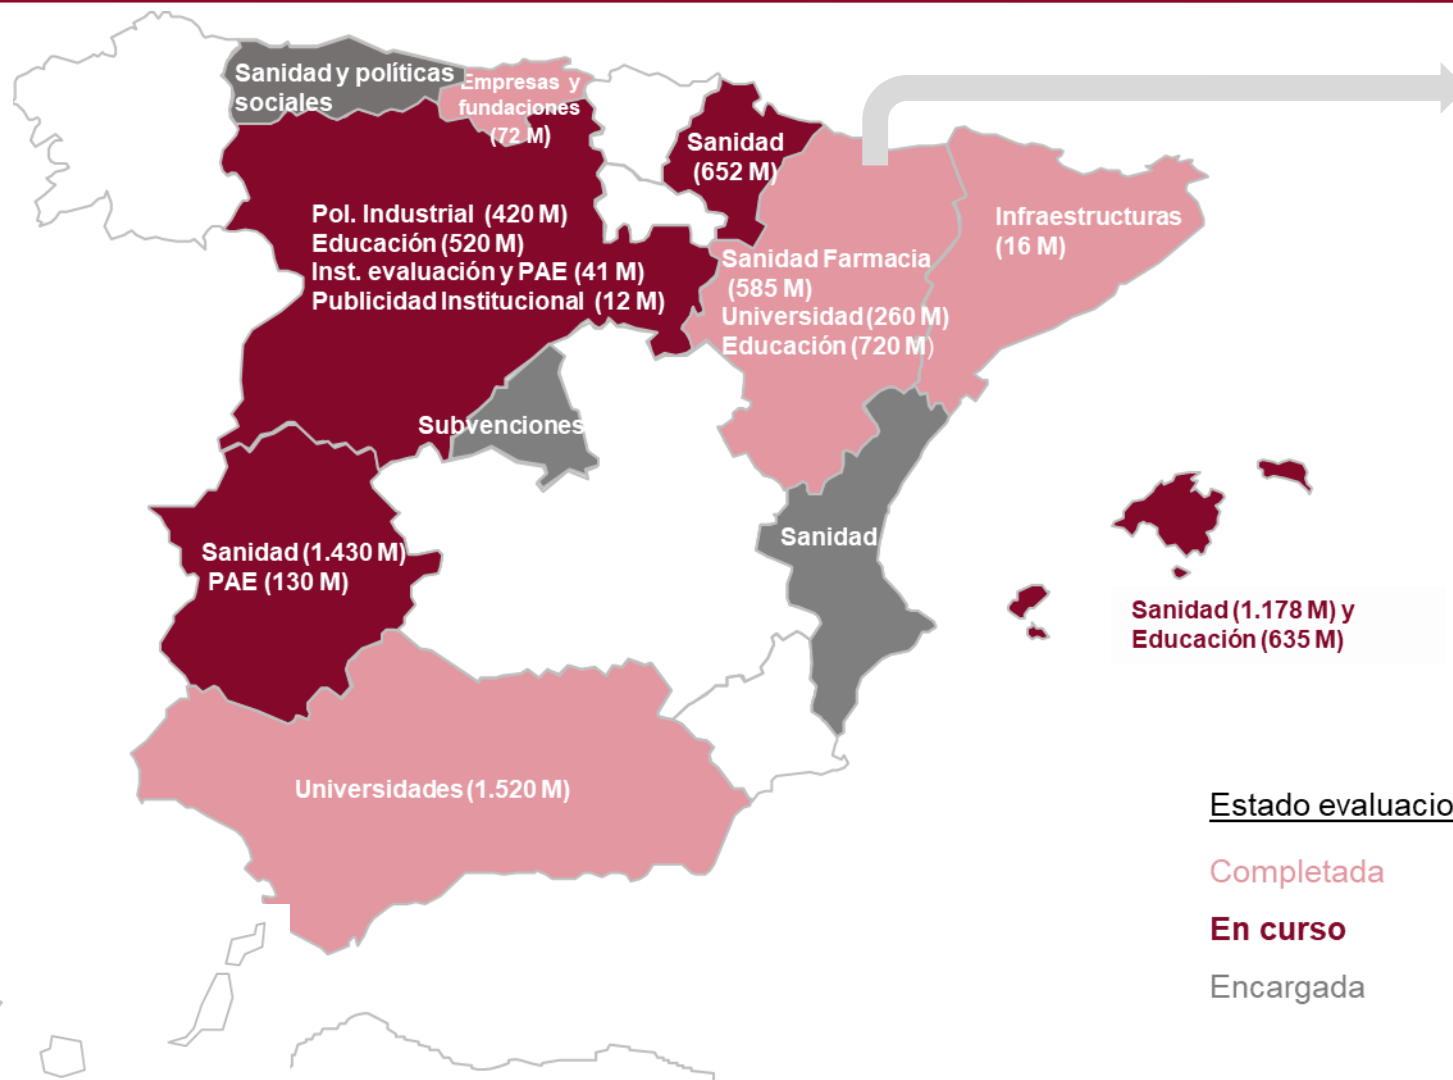 Sanidad y políticas
sociales
Empresas y
fundaciones
(72 M)
Sanidad
(652 M)
Pol. Industrial (420 M)
Educación (520 M)
Inst. evaluación y PAE (41 M)
Publicidad Institucional (12 M)
Infraestructuras
(16 M)
Sanidad Farmacia
(585 M)
Universidad (260 M)
Educación (720 M)
Subvenciones
Sanidad
Sanidad (1.430 M)
PAE (130 M)
Sanidad (1.178 M) y
Educación (635 M)
Universidades (1.520 M)
Estado evaluacio
Completada
En curso
Encargada